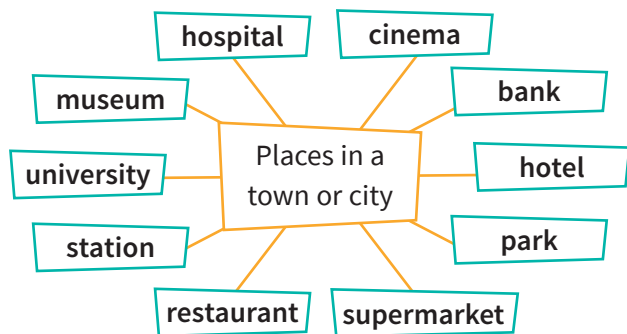 hospital
cinema
museum
bank
Places in a
town or city
university
hotel
station
park
restaurant
supermarket